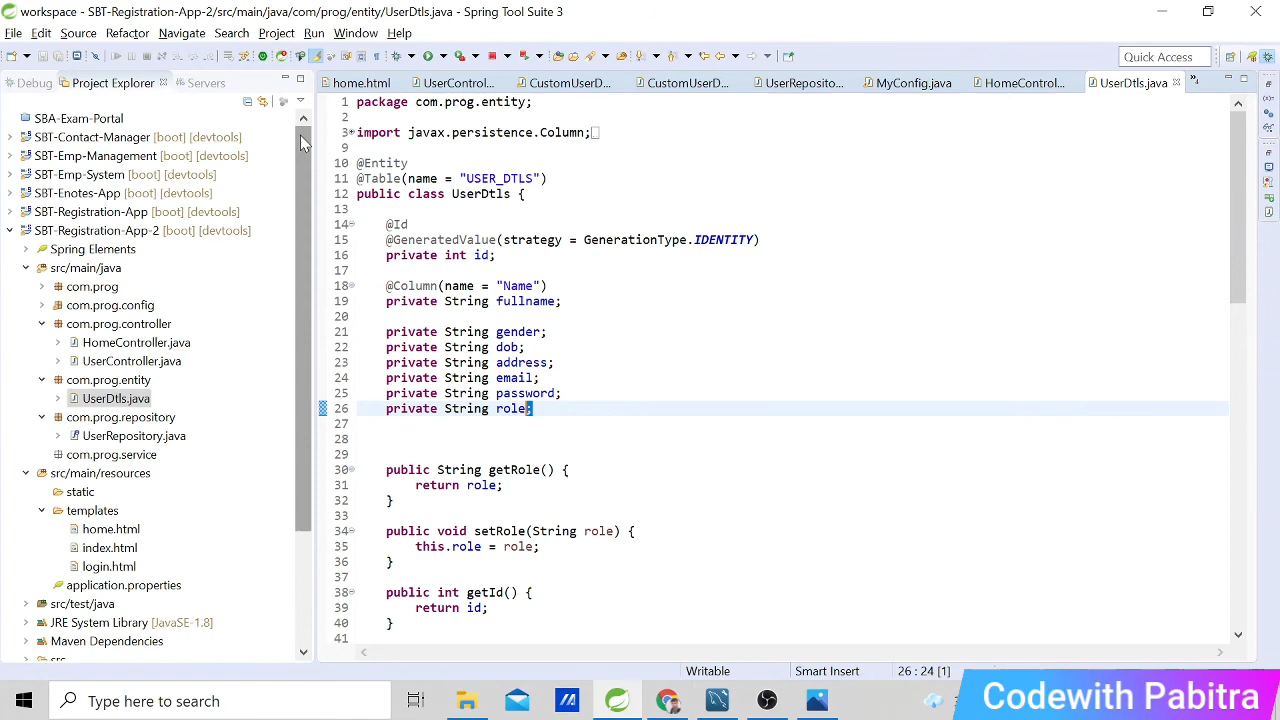 workspace - SBT-Registration-App-2/src/main/java/com/prog/entity/UserDtls.java - Spring Tool Suite 3
File Edit Source Refactor Navigate Search Project Run Window Help
Quick Access
Debug Project Explorer Servers
home.html UserControl... CustomUserD... CustomUserD... UserReposito... MyConfig.java HomeControl... UserDtls.java
SBA-Exam-Portal
SBT-Contact-Manager [boot] [devtools]
SBT-Emp-Management [boot] [devtools]
SBT-Emp-System [boot] [devtools]
SBT-Enotes-App [boot] [devtools]
SBT-Registration-App [boot] [devtools]
SBT-Registration-App-2 [boot] [devtools]
Spring Elements
src/main/java
com.prog
com.prog.config
com.prog.controller
HomeController.java
UserController.java
com.prog.entity
UserDtls.java
com.prog.repository
UserRepository.java
com.prog.service
src/main/resources
static
templates
home.html
index.html
login.html
application.properties
src/test/java
JRE System Library [JavaSE-1.8]
Maven Dependencies
src
1 package com.prog.entity;
2
3 import javax.persistence.Column;
9
10 @Entity
11 @Table(name = "USER_DTLS")
12 public class UserDtls {
13
14 @Id
15 @GeneratedValue(strategy = GenerationType.IDENTITY)
16 private int id;
17
18 @Column(name = "Name")
19 private String fullname;
20
21 private String gender;
22 private String dob;
23 private String address;
24 private String email;
25 private String password;
26 private String role;
27
28
29
30 public String getRole() {
31 return role;
32 }
33
34 public void setRole(String role) {
35 this.role = role;
36 }
37
38 public int getId() {
39 return id;
40 }
41
Writable Smart Insert 26 : 24 [1]
Type here to search
Codewith Pabitra